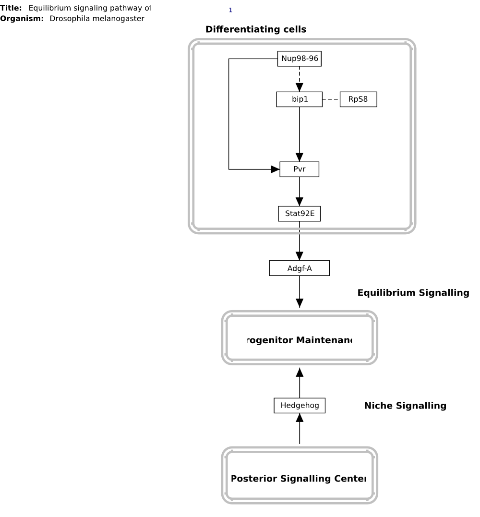 Title: Equilibrium signaling pathway of
Organism: Drosophila melanogaster
1
Differentiating cells
Nup98-96
bip1
RpS8
Pvr
Stat92E
Adgf-A
Equilibrium Signalling
rogenitor Maintenan
Hedgehog
Niche Signalling
Posterior Signalling Center